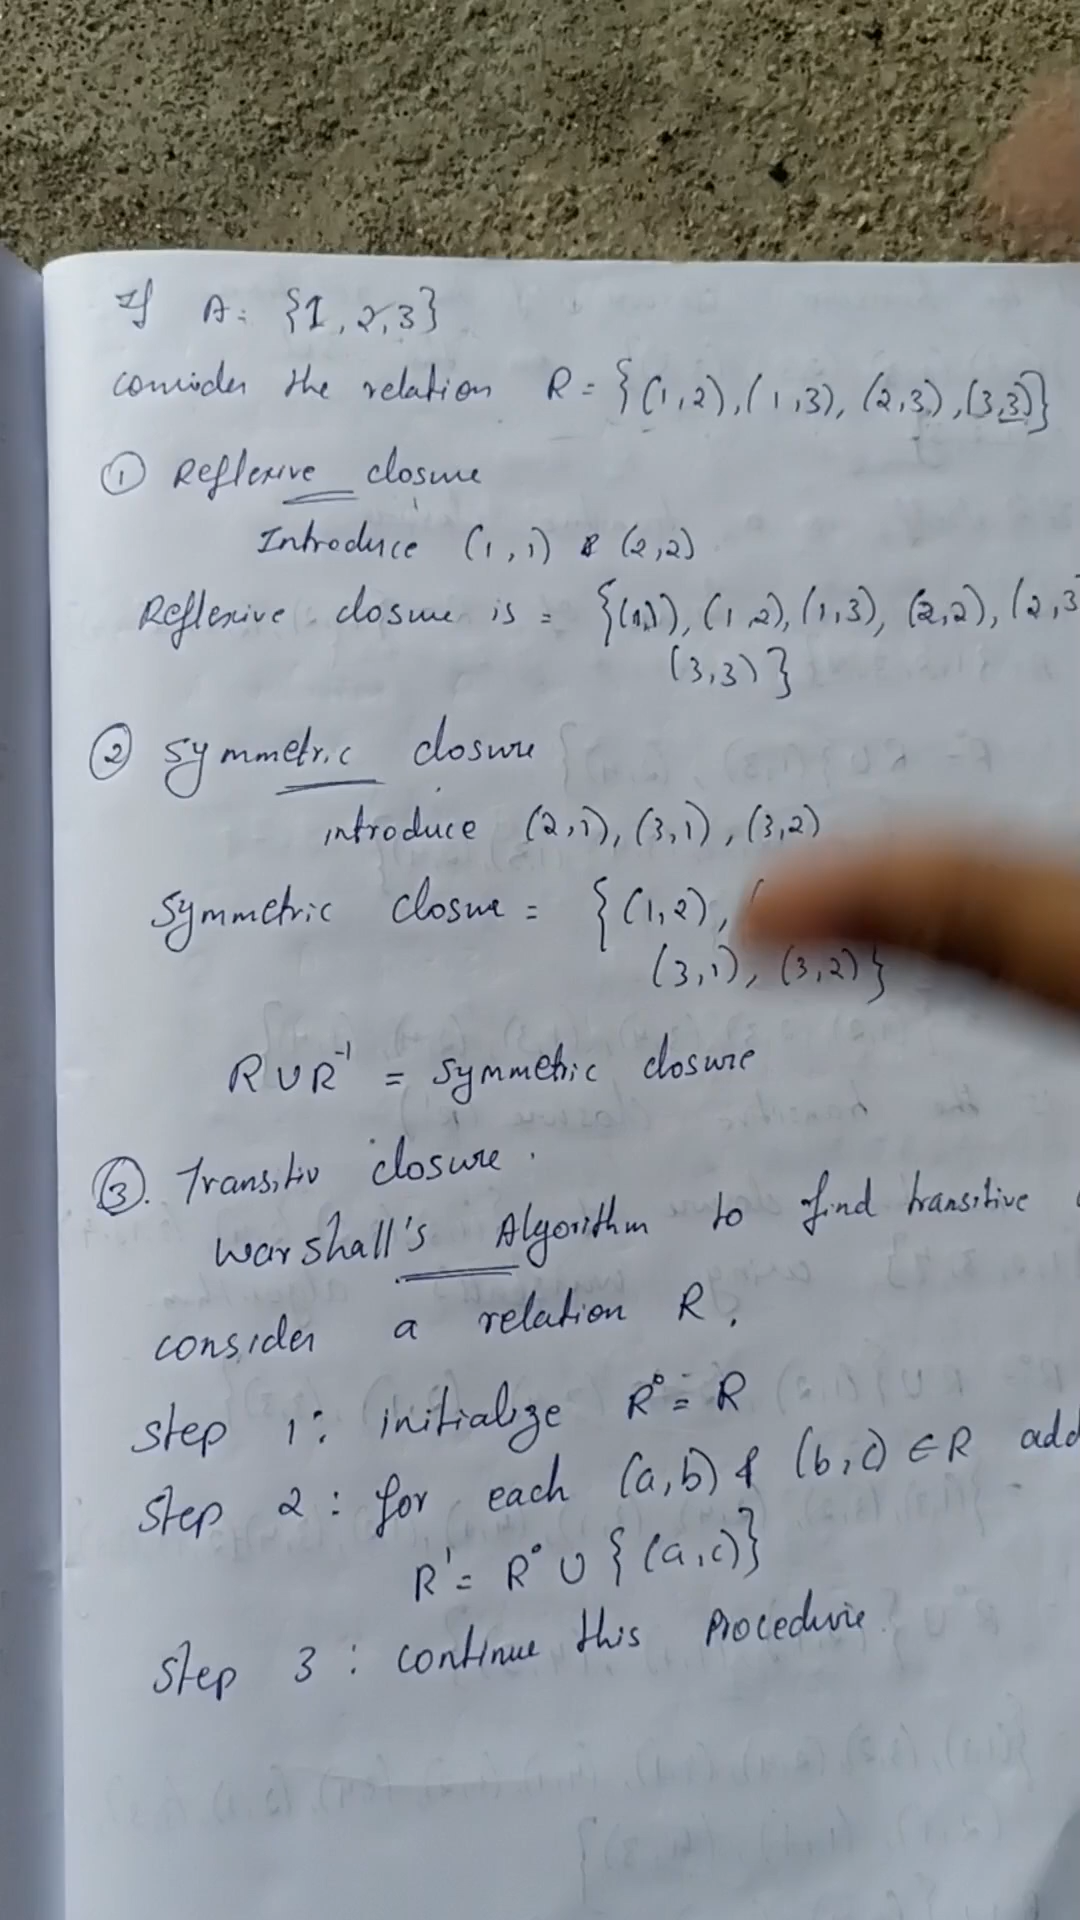 If A = {1, 2, 3}
consider the relation R = {(1,2), (1,3), (2,3), (3,3)}
① Reflexive closure
Introduce (1,1) & (2,2)
Reflexive closure is = {(1,1), (1,2), (1,3), (2,2), (2,3
(3,3)}
② Symmetric closure
introduce (2,1), (3,1), (3,2)
Symmetric closure = {(1,2), (
(3,1), (3,2)}
R ∪ R⁻¹ = Symmetric closure
③. Transitiv closure.
Warshall's Algorithm to find transitive
consider a relation R.
Step 1: initialize R⁰ = R
Step 2: for each (a,b) & (b,c) ∈ R add
R¹ = R⁰ ∪ {(a,c)}
Step 3: continue this Procedure